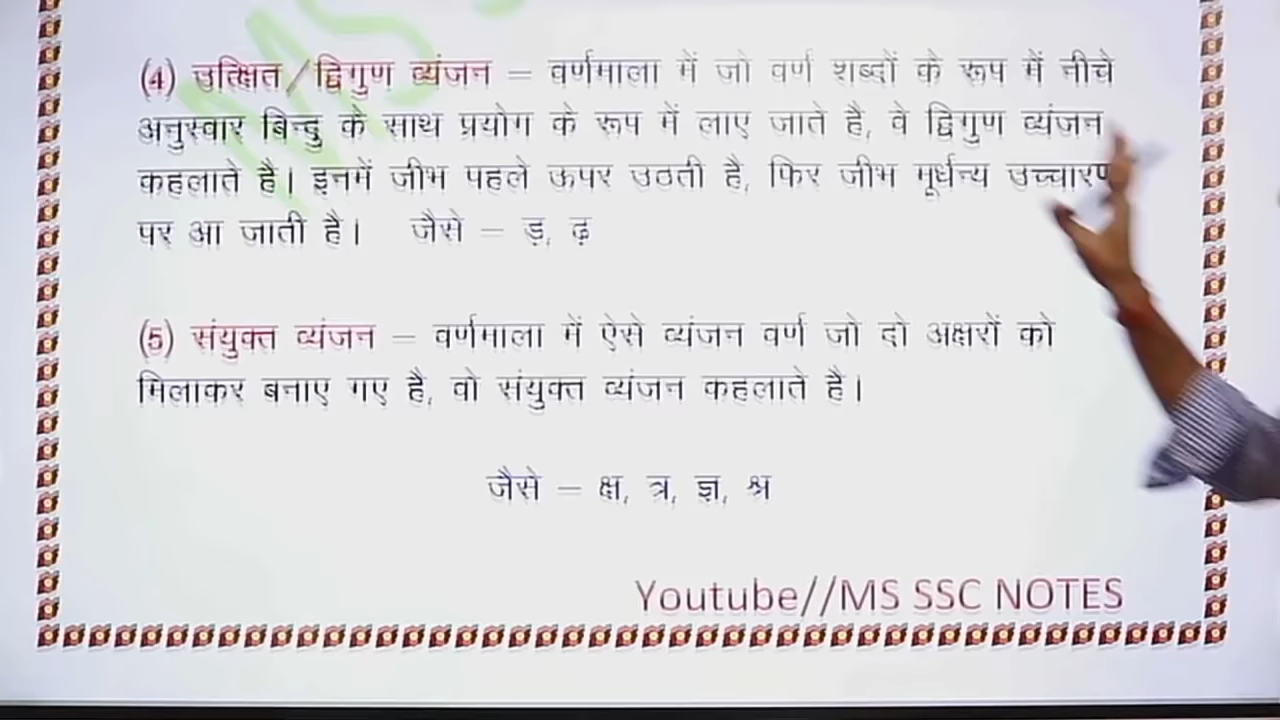 MS
(4) उत्क्षित/द्विगुण व्यंजन – वर्णमाला में जो वर्ण शब्दों के रूप में नीचे
अनुस्वार बिन्दु के साथ प्रयोग के रूप में लाए जाते है, वे द्विगुण व्यंजन
कहलाते है। इनमें जीभ पहले ऊपर उठती है, फिर जीभ मूर्धन्य उच्चारण
पर आ जाती है। जैसे – ड़, ढ़
(5) संयुक्त व्यंजन – वर्णमाला में ऐसे व्यंजन वर्ण जो दो अक्षरों को
मिलाकर बनाए गए है, वो संयुक्त व्यंजन कहलाते है।
जैसे – क्ष, त्र, ज्ञ, श्र
Youtube//MS SSC NOTES